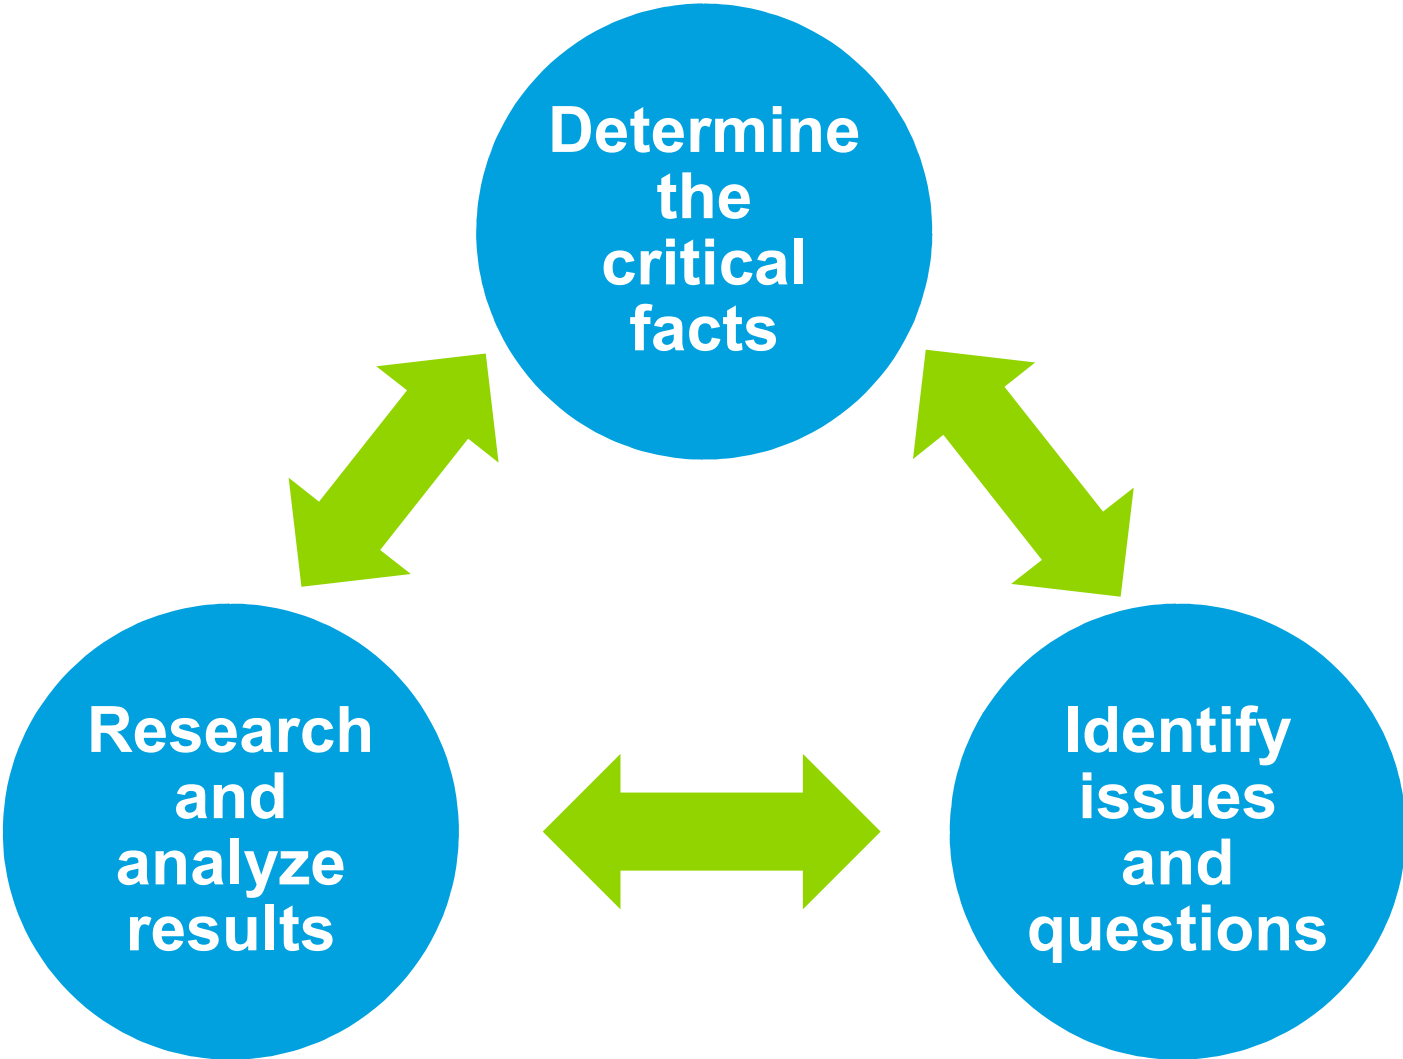 Determine
the
critical
facts
Research
and
analyze
results
Identify
issues
and
questions